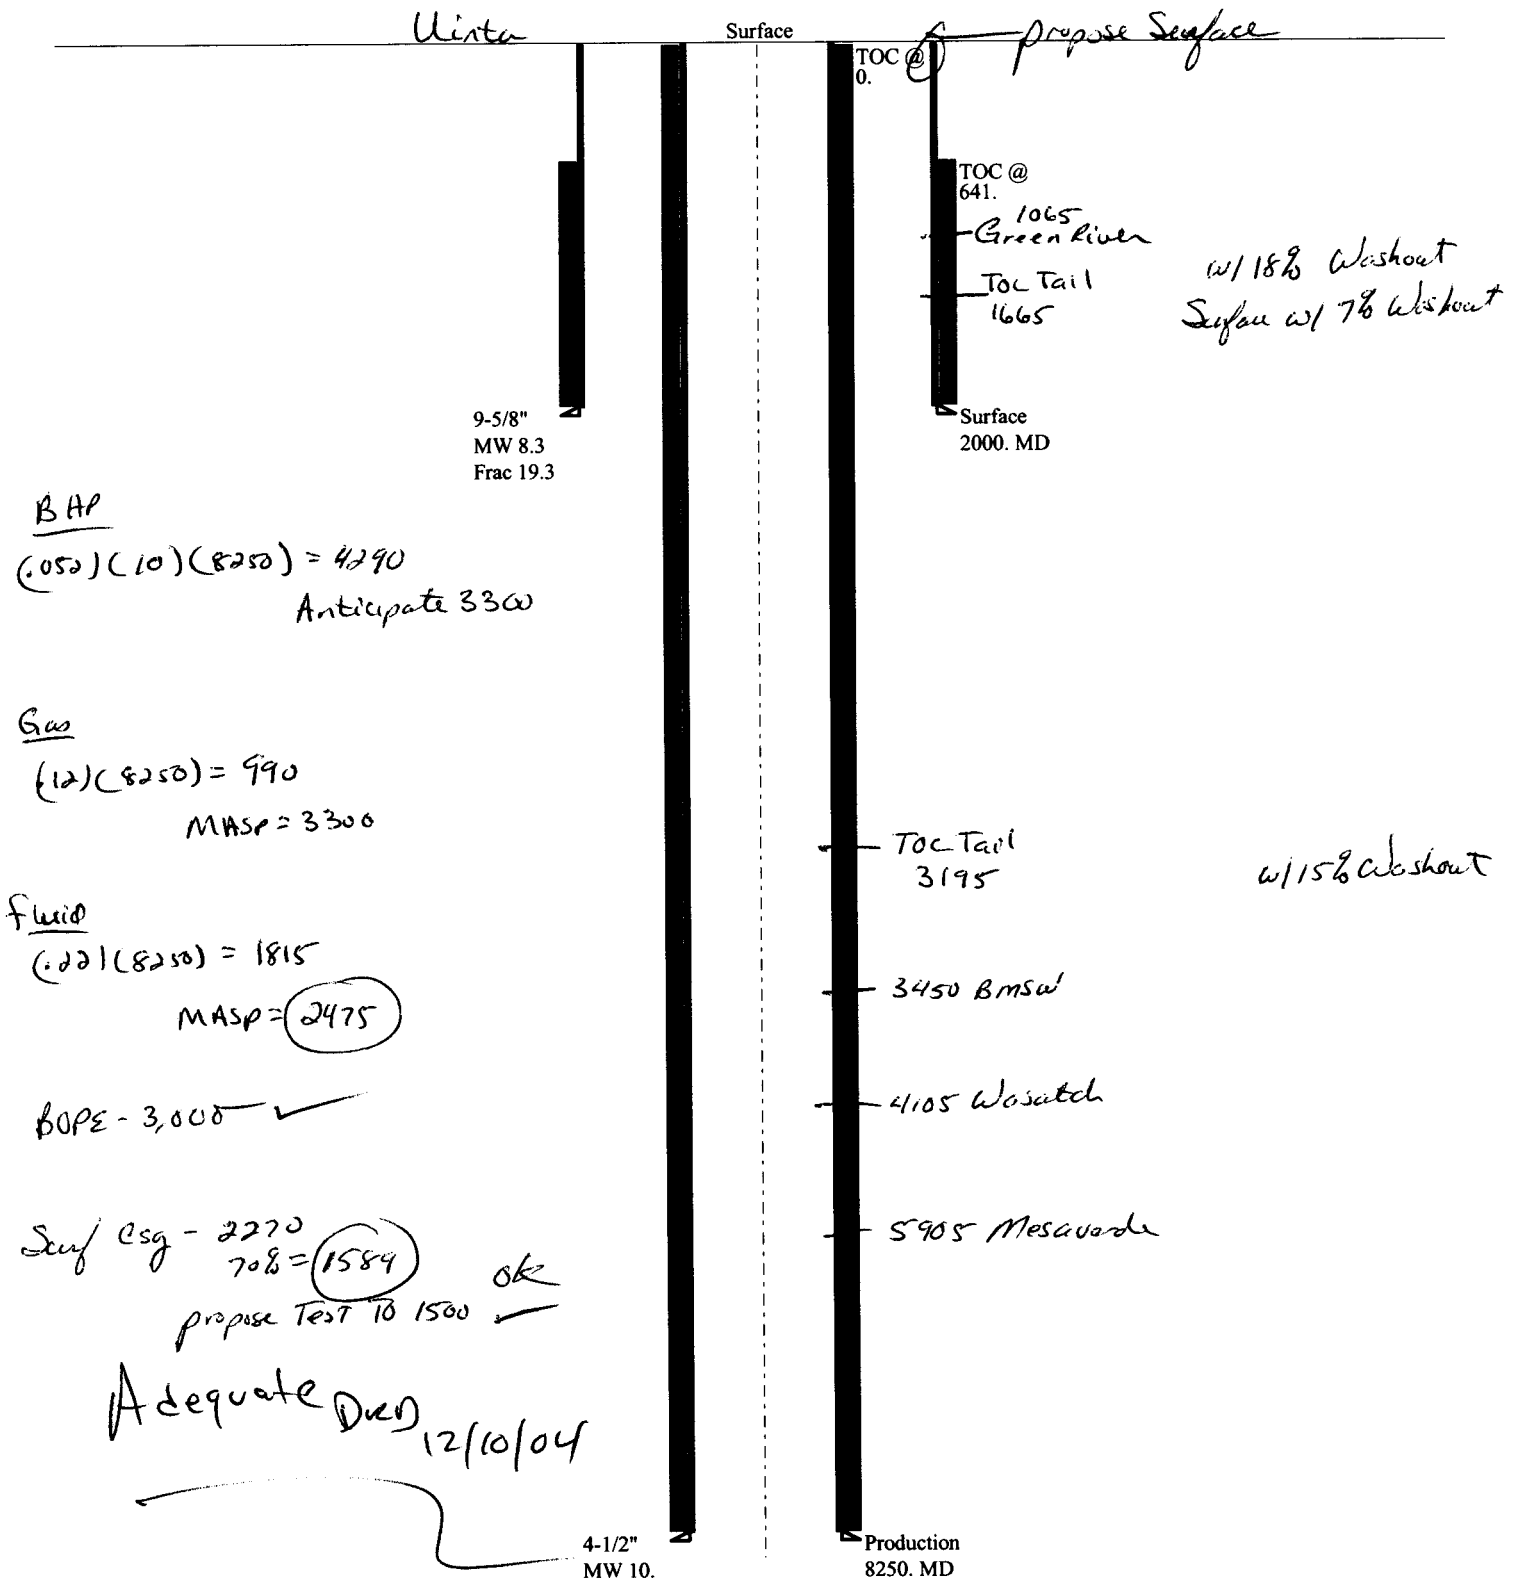 Uinta
Surface
propose Surface
TOC @
0.
TOC @
641.
1065
Green River
Toc Tail
1665
w/ 18% Washout
Surface w/ 7% Washout
9-5/8"
MW 8.3
Frac 19.3
Surface
2000. MD
BHP
(.052)(10)(8250) = 4290
Anticipate 3300
Gas
(.12)(8250) = 990
MASP = 3300
fluid
(.22)(8250) = 1815
MASP = 2475
BOPE - 3,000
Surf Csg - 2270
70% = 1589
propose Test To 1500
ok
Adequate DKD
12/10/04
Toc Tail
3195
w/ 15% Washout
3450 BMSW
4105 Wasatch
5905 Mesaverde
4-1/2"
MW 10.
Production
8250. MD